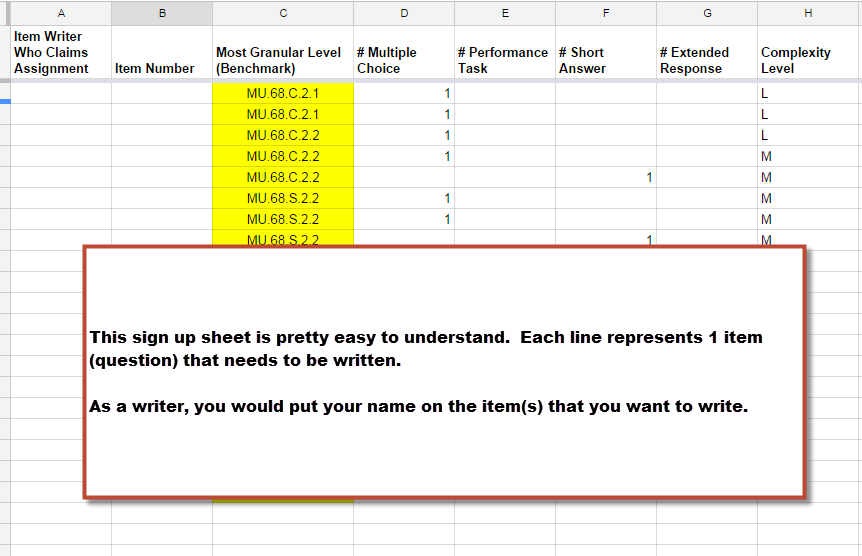 A B C D E F G H
Item Writer
Who Claims
Assignment Item Number Most Granular Level
(Benchmark) # Multiple
Choice # Performance
Task # Short
Answer # Extended
Response Complexity
Level
MU.68.C.2.1 1 L
MU.68.C.2.1 1 L
MU.68.C.2.2 1 L
MU.68.C.2.2 1 M
MU.68.C.2.2 1 M
MU.68.S.2.2 1 M
MU.68.S.2.2 1 M
MU.68.S.2.2 1 M
This sign up sheet is pretty easy to understand. Each line represents 1 item
(question) that needs to be written.
As a writer, you would put your name on the item(s) that you want to write.